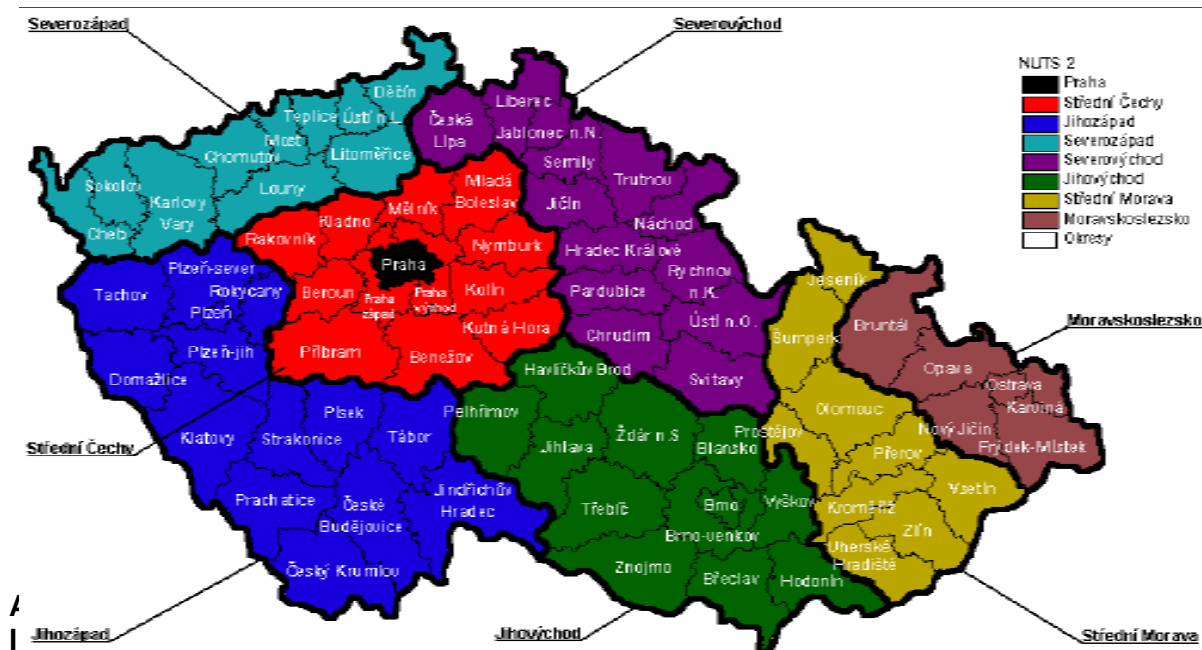 Severozápad
Severovýchod
NUTS 2
Praha
Střední Čechy
Jihozápad
Severozápad
Severovýchod
Jihovýchod
Střední Morava
Moravskoslezsko
Okresy
Děčín
Teplice
Ústí n.L.
Most
Chomutov
Litoměřice
Louny
Sokolov
Karlovy
Vary
Cheb
Česká
Lípa
Liberec
Jablonec n.N.
Semily
Trutnov
Jičín
Náchod
Hradec Králové
Rychnov
n.K.
Pardubice
Ústí n.O.
Chrudim
Svitavy
Mladá
Boleslav
Mělník
Kladno
Rakovník
Nymburk
Praha
Beroun
Praha
západ
Praha
východ
Kolín
Kutná Hora
Příbram
Benešov
Plzeň-sever
Rokycany
Tachov
Plzeň
Plzeň-jih
Domažlice
Klatovy
Písek
Strakonice
Tábor
Prachatice
České
Budějovice
Jindřichův
Hradec
Český Krumlov
Havlíčkův Brod
Pelhřimov
Jihlava
Žďár n.S
Blansko
Třebíč
Brno
Vyškov
Brno-venkov
Znojmo
Břeclav
Hodonín
Jeseník
Šumperk
Olomouc
Prostějov
Přerov
Kroměříž
Vsetín
Zlín
Uherské
Hradiště
Bruntál
Opava
Ostrava
Karviná
Nový Jičín
Frýdek-Místek
Moravskoslezsko
Střední Čechy
Jihozápad
Jihovýchod
Střední Morava